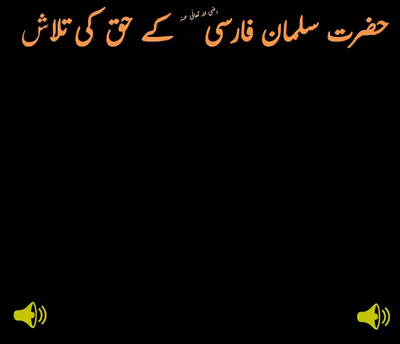 حضرت سلمان فارسی رضی اللہ تعالیٰ عنہ کے حق کی تلاش